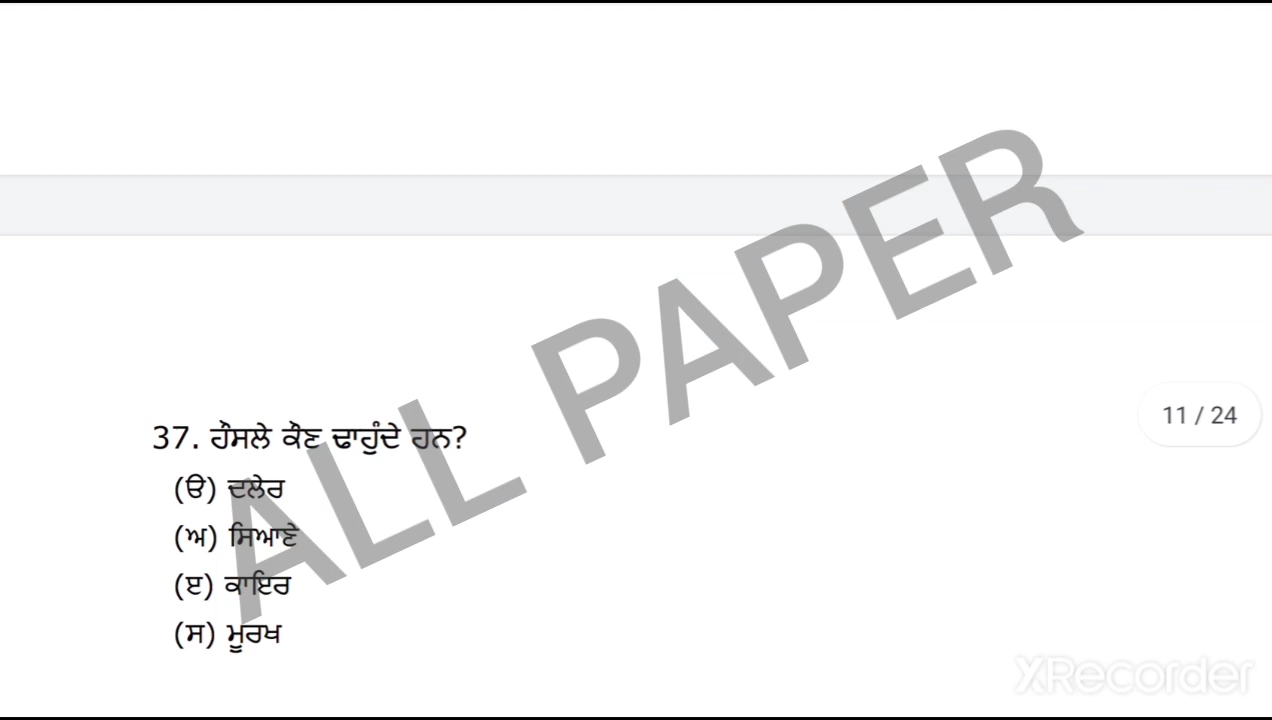 ALL PAPER
11 / 24
37. ਹੌਸਲੇ ਕੌਣ ਢਾਹੁੰਦੇ ਹਨ?
(ੳ) ਦਲੇਰ
(ਅ) ਸਿਆਣੇ
(ੲ) ਕਾਇਰ
(ਸ) ਮੂਰਖ
XRecorder